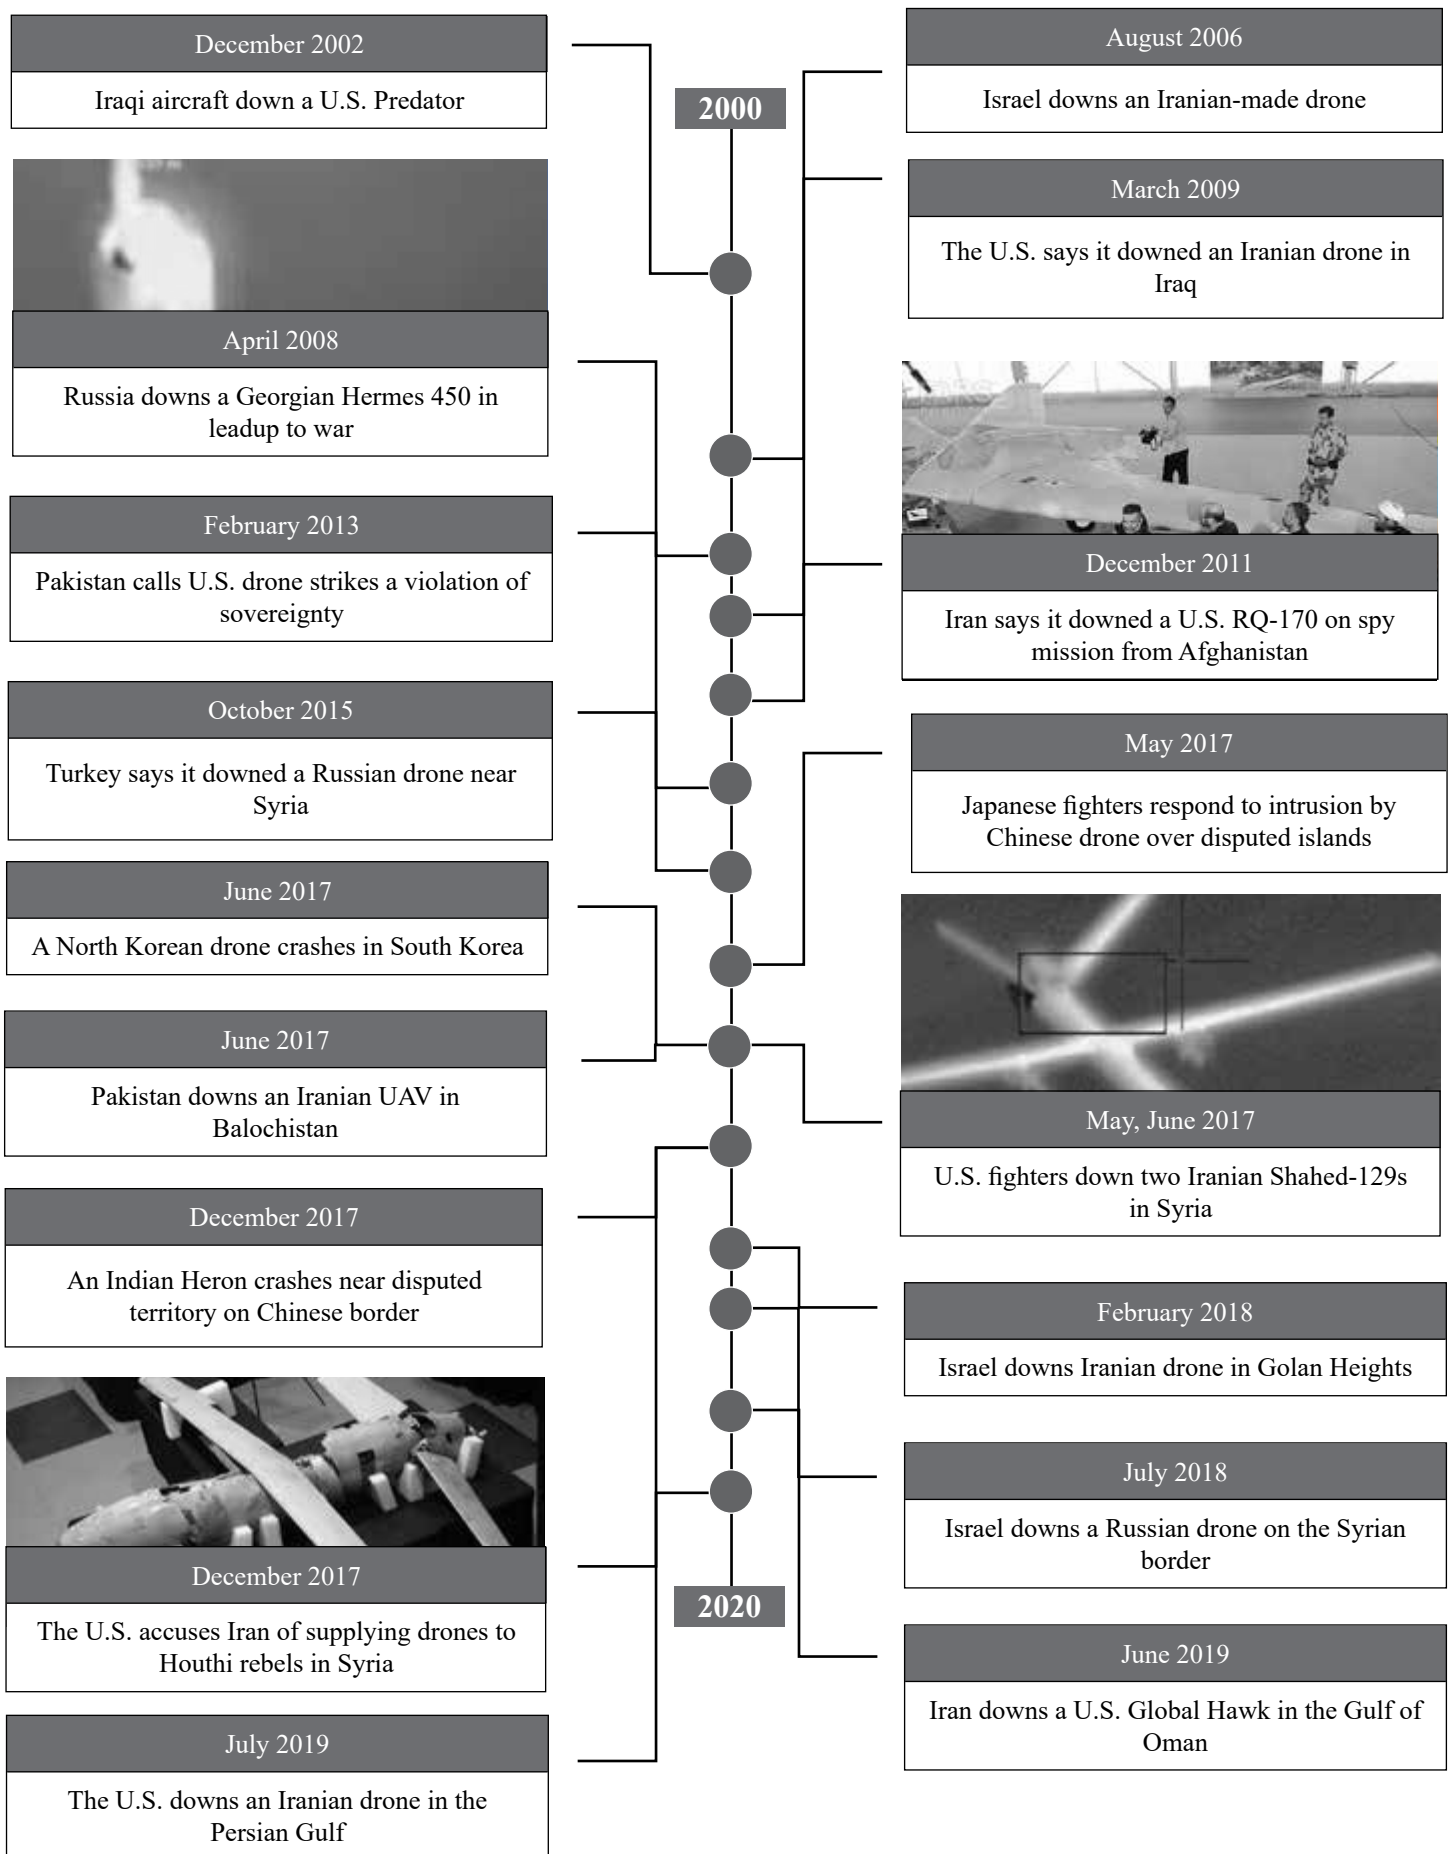 December 2002
Iraqi aircraft down a U.S. Predator
April 2008
Russia downs a Georgian Hermes 450 in
leadup to war
February 2013
Pakistan calls U.S. drone strikes a violation of
sovereignty
October 2015
Turkey says it downed a Russian drone near
Syria
June 2017
A North Korean drone crashes in South Korea
June 2017
Pakistan downs an Iranian UAV in
Balochistan
December 2017
An Indian Heron crashes near disputed
territory on Chinese border
December 2017
The U.S. accuses Iran of supplying drones to
Houthi rebels in Syria
July 2019
The U.S. downs an Iranian drone in the
Persian Gulf
2000
2020
August 2006
Israel downs an Iranian-made drone
March 2009
The U.S. says it downed an Iranian drone in
Iraq
December 2011
Iran says it downed a U.S. RQ-170 on spy
mission from Afghanistan
May 2017
Japanese fighters respond to intrusion by
Chinese drone over disputed islands
May, June 2017
U.S. fighters down two Iranian Shahed-129s
in Syria
February 2018
Israel downs Iranian drone in Golan Heights
July 2018
Israel downs a Russian drone on the Syrian
border
June 2019
Iran downs a U.S. Global Hawk in the Gulf of
Oman